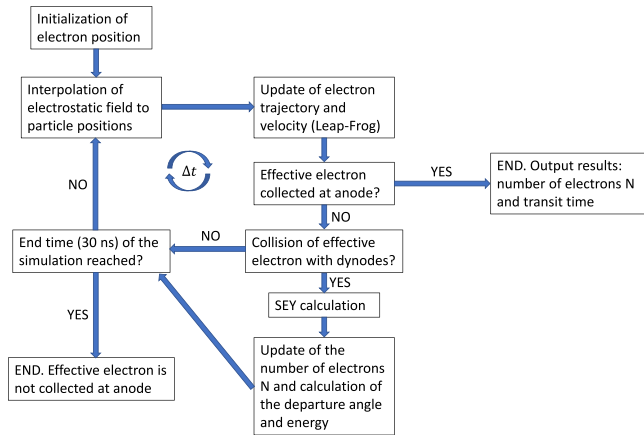 Initialization of
electron position
Interpolation of
electrostatic field to
particle positions
Update of electron
trajectory and
velocity (Leap-Frog)
Δt
NO
Effective electron
collected at anode?
YES
END. Output results:
number of electrons N
and transit time
NO
End time (30 ns) of the
simulation reached?
NO
Collision of effective
electron with dynodes?
YES
YES
SEY calculation
END. Effective electron is
not collected at anode
Update of the
number of electrons
N and calculation of
the departure angle
and energy